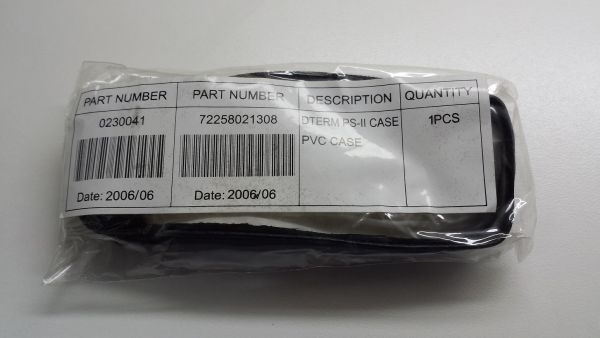 PART NUMBER PART NUMBER DESCRIPTION QUANTITY
0230041 72258021308 DTERM PS-II CASE 1PCS
PVC CASE
Date: 2006/06 Date: 2006/06